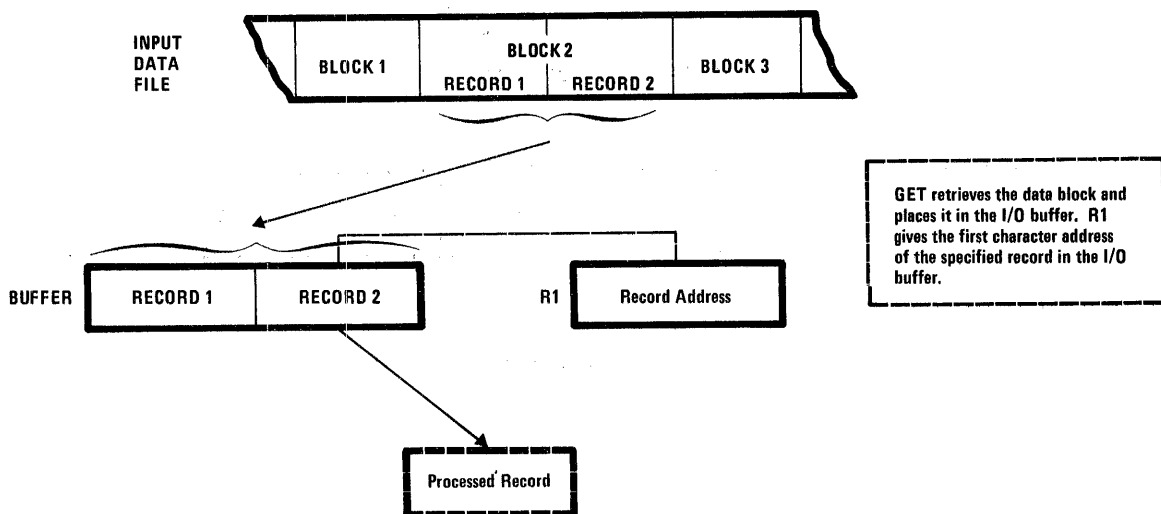 INPUT
DATA
FILE
BLOCK 1
BLOCK 2
RECORD 1
RECORD 2
BLOCK 3
GET retrieves the data block and
places it in the I/O buffer. R1
gives the first character address
of the specified record in the I/O
buffer.
BUFFER
RECORD 1
RECORD 2
R1
Record Address
Processed Record